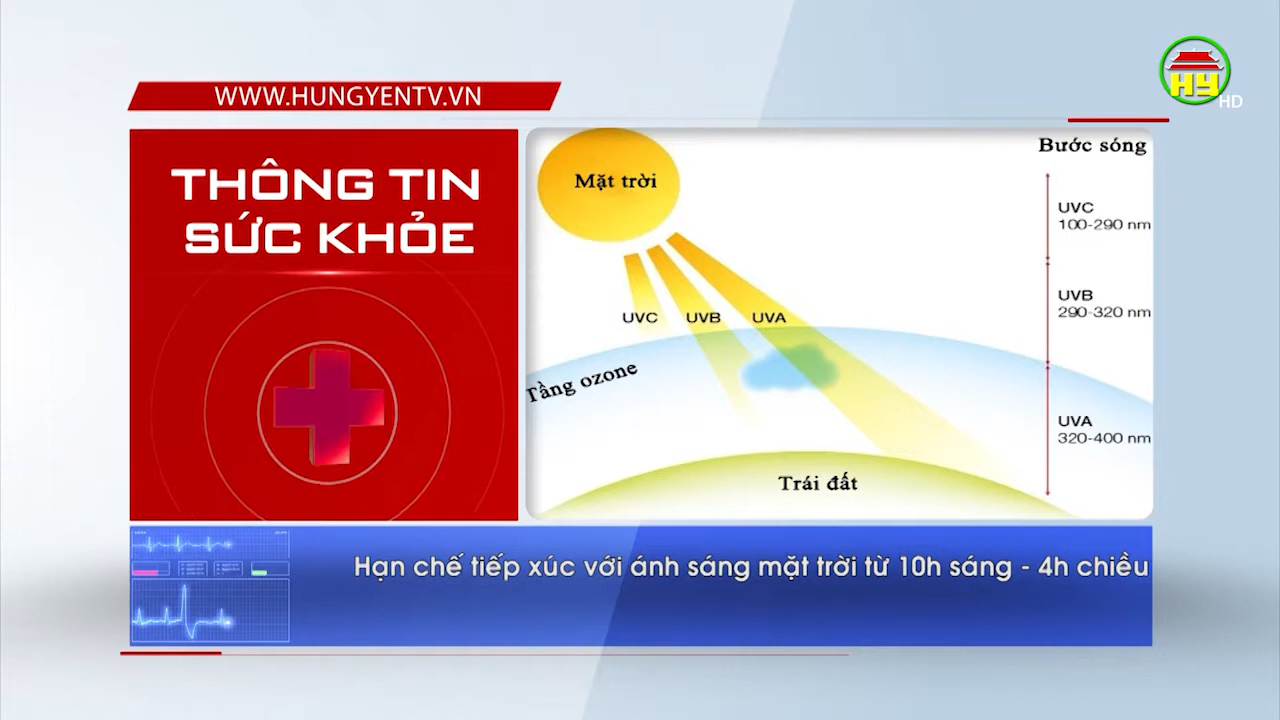 WWW.HUNGYENTV.VN
HY
HD
THÔNG TIN
SỨC KHỎE
Mặt trời
Bước sóng
UVC
100-290 nm
UVB
290-320 nm
UVC UVB UVA
Tầng ozone
UVA
320-400 nm
Trái đất
Hạn chế tiếp xúc với ánh sáng mặt trời từ 10h sáng - 4h chiều